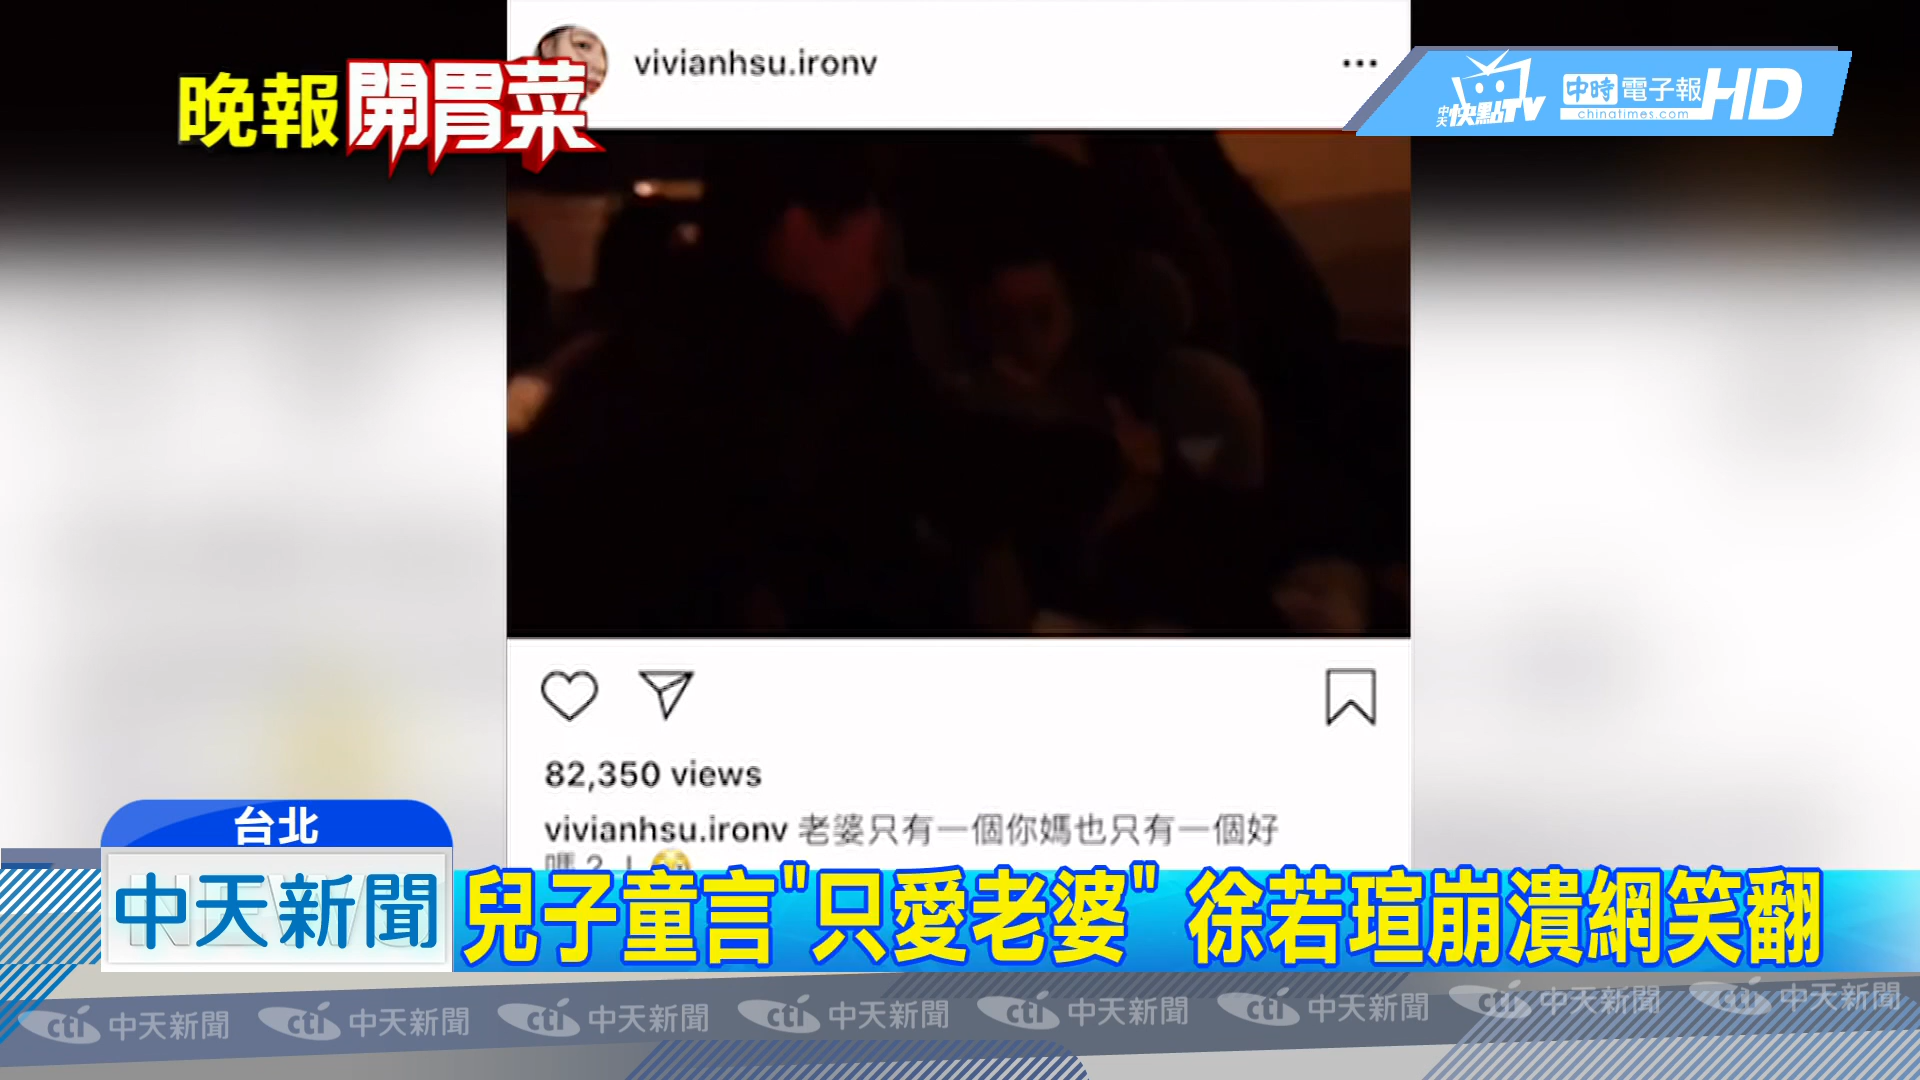 vivianhsu.ironv
晚報開胃菜
中天快點TV
中時電子報HD
chinatimes.com
82,350 views
vivianhsu.ironv 老婆只有一個你媽也只有一個好
嗎？！
台北
中天新聞
NEWS
兒子童言"只愛老婆" 徐若瑄崩潰網笑翻
cti 中天新聞 cti 中天新聞 cti 中天新聞 cti 中天新聞 cti 中天新聞 cti 中天新聞 cti 中天新聞 cti 中天新聞